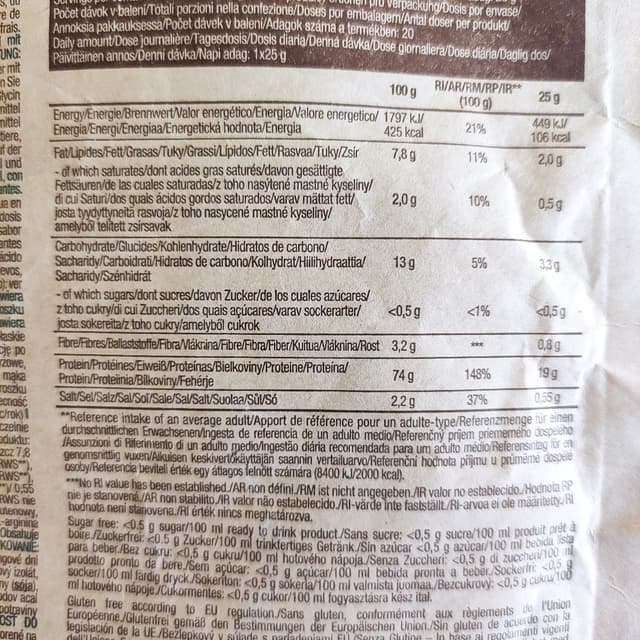 Počet dávok v balení/Totali porzioni nella confezione/Doses por embalagem/Antal doser per produkt/
Annoksia pakkauksessa/Počet dávek v balení/Adagok száma a termékben: 20
Daily amount/Dose journalière/Tagesdosis/Dosis diaria/Denná dávka/Dose giornaliera/Dose diária/Daglig dos/
Päivittäinen annos/Denní dávka/Napi adag: 1x25 g
100 g RI/AR/RM/RP/IR** (100 g) 25 g
Energy/Energie/Brennwert/Valor energético/Energia/Valore energetico/ 1797 kJ/ 449 kJ/
Energia/Energi/Energiaa/Energetická hodnota/Energia 425 kcal 21% 106 kcal
Fat/Lipides/Fett/Grasas/Tuky/Grassi/Lípidos/Fett/Rasvaa/Tuky/Zsír 7,8 g 11% 2,0 g
- of which saturates/dont acides gras saturés/davon gesättigte
Fettsäuren/de las cuales saturadas/z toho nasýtené mastné kyseliny/
di cui Saturi/dos quais ácidos gordos saturados/varav mättat fett/ 2,0 g 10% 0,5 g
josta tyydyttyneitä rasvoja/z toho nasycené mastné kyseliny/
amelyből telített zsírsavak
Carbohydrate/Glucides/Kohlenhydrate/Hidratos de carbono/
Sacharidy/Carboidrati/Hidratos de carbono/Kolhydrat/Hiilihydraattia/ 13 g 5% 3,3 g
Sacharidy/Szénhidrát
- of which sugars/dont sucres/davon Zucker/de los cuales azúcares/
z toho cukry/di cui Zuccheri/dos quais açúcares/varav sockerarter/ <0,5 g <1% <0,5 g
josta sokereita/z toho cukry/amelyből cukrok
Fibre/Fibres/Ballaststoffe/Fibra/Vláknina/Fibre/Fibra/Fiber/Kuitua/Vláknina/Rost 3,2 g *** 0,8 g
Protein/Protéines/Eiweiß/Proteínas/Bielkoviny/Proteine/Proteína/
Protein/Proteiinia/Bílkoviny/Fehérje 74 g 148% 19 g
Salt/Sel/Salz/Sal/Soľ/Sale/Sal/Salt/Suolaa/Sůl/Só 2,2 g 37% 0,55 g
**Reference intake of an average adult/Apport de référence pour un adulte-type/Referenzmenge für einen
durchschnittlichen Erwachsenen/Ingesta de referencia de un adulto medio/Referenčný príjem priemerného dospelého
/Assunzioni di Riferimento di un adulto medio/Ingestão diária recomendada para um adulto médio/Referensintag för en
genomsnittlig vuxen/Aikuisen keskivertokäyttäjän saannin vertailuarvo/Referenční hodnota příjmu u průměrné dospělé
osoby/Referencia beviteli érték egy átlagos felnőtt számára (8400 kJ/2000 kcal).
***No RI value has been established./AR non défini./RM ist nicht angegeben./IR valor no establecido./Hodnota RP
nie je stanovená./AR non stabilito./IR valor não estabelecido./RI-värde inte fastställt./RI-arvoa ei ole määritetty./RI
hodnota není stanovena./RI érték nincs meghatározva.
Sugar free: <0.5 g sugar/100 ml ready to drink product./Sans sucre: <0,5 g sucre/100 ml produit prêt à
boire./Zuckerfrei: <0.5 g Zucker/100 ml trinkfertiges Getränk./Sin azúcar <0,5 g azúcar/100 ml bebida lista
para beber./Bez cukru: <0,5 g cukru/100 ml hotového nápoja./Senza Zuccheri: <0,5 g di zuccheri/100 ml
prodotto pronto da bere./Sem açúcar: <0,5 g açúcar/100 ml bebida pronta a beber./Sockerfri: <0,5 g
socker/100 ml färdig dryck./Sokeriton: <0,5 g sokeria/100 ml valmista juomaa./Bezcukrový: <0,5 g cukru/100
ml hotového nápoje./Cukormentes: <0,5 g cukor/100 ml fogyasztásra kész ital.
Gluten free according to EU regulation./Sans gluten, conformément aux règlements de l'Union
Européenne./Glutenfrei gemäß den Bestimmungen der Europäischen Union./Sin gluten de acuerdo con la
legislación de la UE./Bezlepkový v súlade s